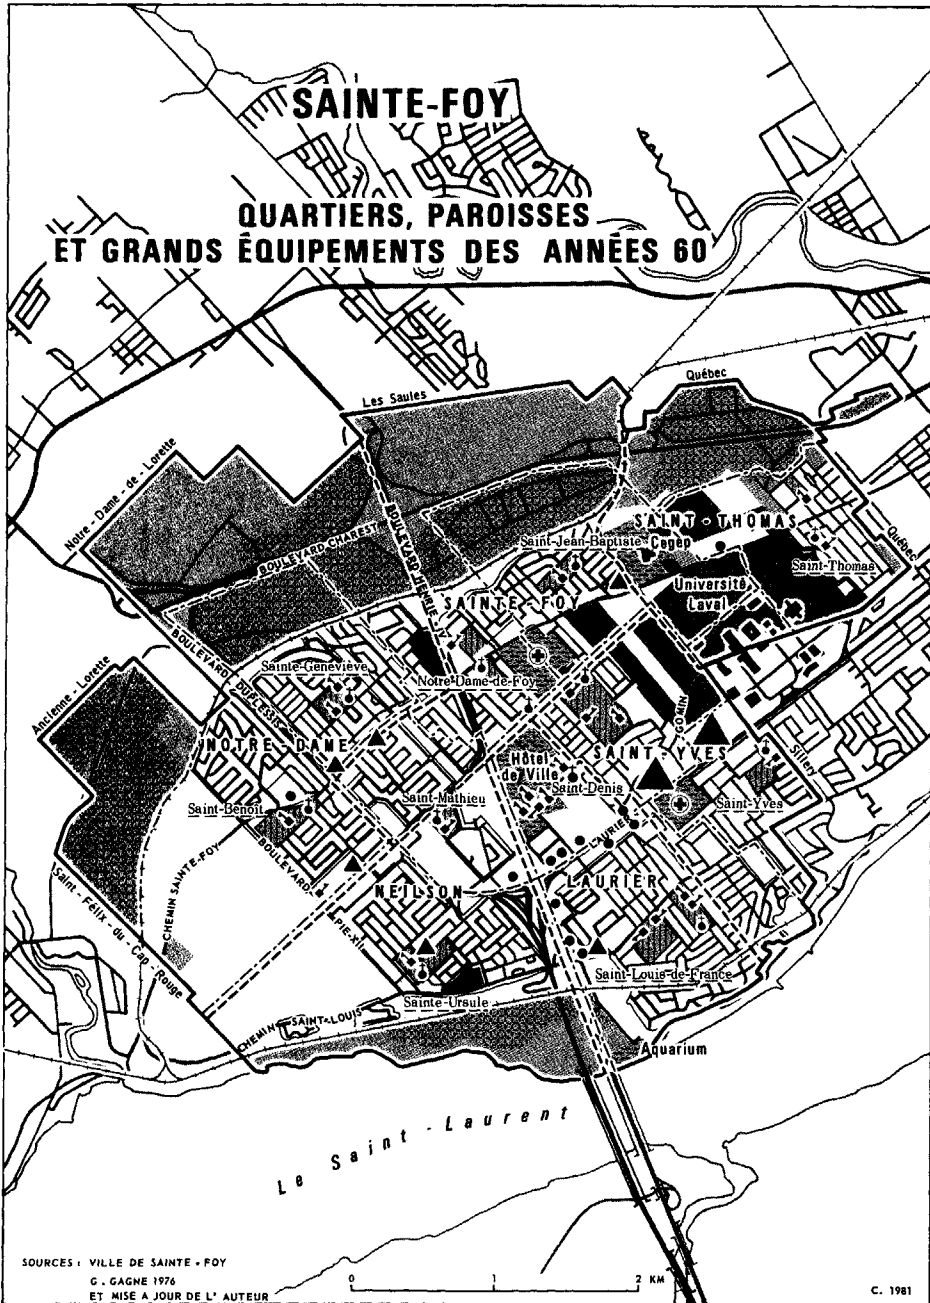 SAINTE-FOY
QUARTIERS, PAROISSES
ET GRANDS ÉQUIPEMENTS DES ANNÉES 60
Québec
Les Saules
Notre - Dame - de - Lorette
BOULEVARD CHAREST
BOULEVARD HENRI IV
SAINT - THOMAS
Saint-Jean-Baptiste
Cegep
Saint-Thomas
Québec
Université
Laval
SAINTE - FOY
Ancienne - Lorette
BOULEVARD DUPLESSIS
Sainte-Geneviève
Notre Dame-de-Foy
GOMIN
NOTRE - DAME
SAINT - YVES
Sillery
Hôtel
de Ville
Saint-Denis
Saint-Mathieu
Saint-Benoît
Saint-Yves
LAURIER
CHEMIN SAINTE-FOY
BOULEVARD
PIE-XII
NEILSON
LAURIER
Saint - Félix - du - Cap - Rouge
Saint-Louis-de-France
Sainte-Ursule
CHEMIN SAINT-LOUIS
Aquarium
Le Saint - Laurent
SOURCES : VILLE DE SAINTE - FOY
G . GAGNE 1976
ET MISE A JOUR DE L' AUTEUR
0 1 2 KM
C. 1981